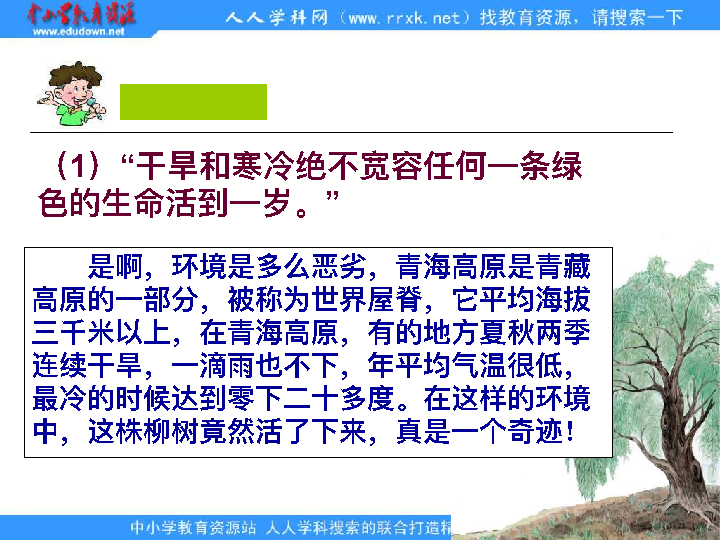 中小学教育资源
www.edudown.net
人人学科网（www.rrxk.net）找教育资源，请搜索一下
（1）“干旱和寒冷绝不宽容任何一条绿
色的生命活到一岁。”
是啊，环境是多么恶劣，青海高原是青藏
高原的一部分，被称为世界屋脊，它平均海拔
三千米以上，在青海高原，有的地方夏秋两季
连续干旱，一滴雨也不下，年平均气温很低，
最冷的时候达到零下二十多度。在这样的环境
中，这株柳树竟然活了下来，真是一个奇迹！
中小学教育资源站 人人学科搜索的联合打造精